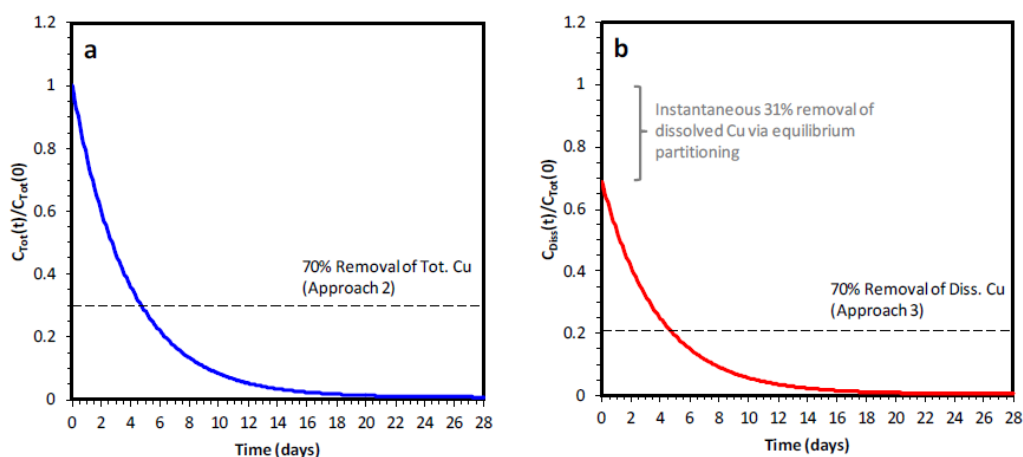 a
C_Tot(t)/C_Tot(0)
1.2
1
0.8
0.6
0.4
0.2
0
70% Removal of Tot. Cu
(Approach 2)
0 2 4 6 8 10 12 14 16 18 20 22 24 26 28
Time (days)
b
C_Diss(t)/C_Tot(0)
1.2
1
0.8
0.6
0.4
0.2
0
Instantaneous 31% removal of
dissolved Cu via equilibrium
partitioning
70% Removal of Diss. Cu
(Approach 3)
0 2 4 6 8 10 12 14 16 18 20 22 24 26 28
Time (days)